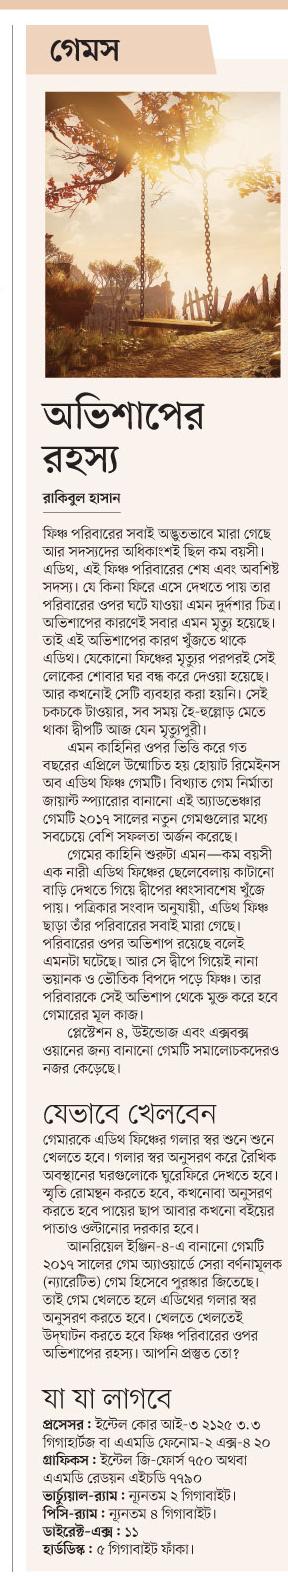 গেমস
অভিশাপের
রহস্য
রাকিবুল হাসান
ফিঞ্চ পরিবারের সবাই অদ্ভুতভাবে মারা গেছে
আর সদস্যদের অধিকাংশই ছিল কম বয়সী।
এডিথ, এই ফিঞ্চ পরিবারের শেষ এবং অবশিষ্ট
সদস্য। যে কিনা ফিরে এসে দেখতে পায় তার
পরিবারের ওপর ঘটে যাওয়া এমন দুর্দশার চিত্র।
অভিশাপের কারণেই সবার এমন মৃত্যু হয়েছে।
তাই এই অভিশাপের কারণ খুঁজতে থাকে
এডিথ। যেকোনো ফিঞ্চের মৃত্যুর পরপরই সেই
লোকের শোবার ঘর বন্ধ করে দেওয়া হয়েছে।
আর কখনোই সেটি ব্যবহার করা হয়নি। সেই
চকচকে টাওয়ার, সব সময় হৈ-হুল্লোড় মেতে
থাকা দ্বীপটি আজ যেন মৃত্যুপুরী।
এমন কাহিনির ওপর ভিত্তি করে গত
বছরের এপ্রিলে উন্মোচিত হয় হোয়াট রিমেইনস
অব এডিথ ফিঞ্চ গেমটি। বিখ্যাত গেম নির্মাতা
জায়ান্ট স্প্যারোর বানানো এই অ্যাডভেঞ্চার
গেমটি ২০১৭ সালের নতুন গেমগুলোর মধ্যে
সবচেয়ে বেশি সফলতা অর্জন করেছে।
গেমের কাহিনি শুরুটা এমন—কম বয়সী
এক নারী এডিথ ফিঞ্চের ছেলেবেলায় কাটানো
বাড়ি দেখতে গিয়ে দ্বীপের ধ্বংসাবশেষ খুঁজে
পায়। পত্রিকার সংবাদ অনুযায়ী, এডিথ ফিঞ্চ
ছাড়া তাঁর পরিবারের সবাই মারা গেছে।
পরিবারের ওপর অভিশাপ রয়েছে বলেই
এমনটা ঘটেছে। আর সে দ্বীপে গিয়েই নানা
ভয়ানক ও ভৌতিক বিপদে পড়ে ফিঞ্চ। তার
পরিবারকে সেই অভিশাপ থেকে মুক্ত করে হবে
গেমারের মূল কাজ।
প্লেস্টেশন ৪, উইন্ডোজ এবং এক্সবক্স
ওয়ানের জন্য বানানো গেমটি সমালোচকদেরও
নজর কেড়েছে।
যেভাবে খেলবেন
গেমারকে এডিথ ফিঞ্চের গলার স্বর শুনে শুনে
খেলতে হবে। গলার স্বর অনুসরণ করে রৈখিক
অবস্থানের ঘরগুলোকে ঘুরেফিরে দেখতে হবে।
স্মৃতি রোমন্থন করতে হবে, কখনোবা অনুসরণ
করতে হবে পায়ের ছাপ আবার কখনো বইয়ের
পাতাও ওল্টানোর দরকার হবে।
আনরিয়েল ইঞ্জিন-৪-এ বানানো গেমটি
২০১৭ সালের গেম অ্যাওয়ার্ডে সেরা বর্ণনামূলক
(ন্যারেটিভ) গেম হিসেবে পুরস্কার জিতেছে।
তাই গেম খেলতে হলে এডিথের গলার স্বর
অনুসরণ করতে হবে। খেলতে খেলতেই
উদ্‌ঘাটন করতে হবে ফিঞ্চ পরিবারের ওপর
অভিশাপের রহস্য। আপনি প্রস্তুত তো?
যা যা লাগবে
প্রসেসর : ইন্টেল কোর আই-৩ ২১২৫ ৩.৩
গিগাহার্টজ বা এএমডি ফেনোম-২ এক্স-৪ ২০
গ্রাফিকস : ইন্টেল জি-ফোর্স ৭৫০ অথবা
এএমডি রেডয়ন এইচডি ৭৭৯০
ভার্চ্যুয়াল-র‍্যাম : ন্যূনতম ২ গিগাবাইট।
পিসি-র‍্যাম : ন্যূনতম ৪ গিগাবাইট।
ডাইরেক্ট-এক্স : ১১
হার্ডডিস্ক : ৫ গিগাবাইট ফাঁকা।